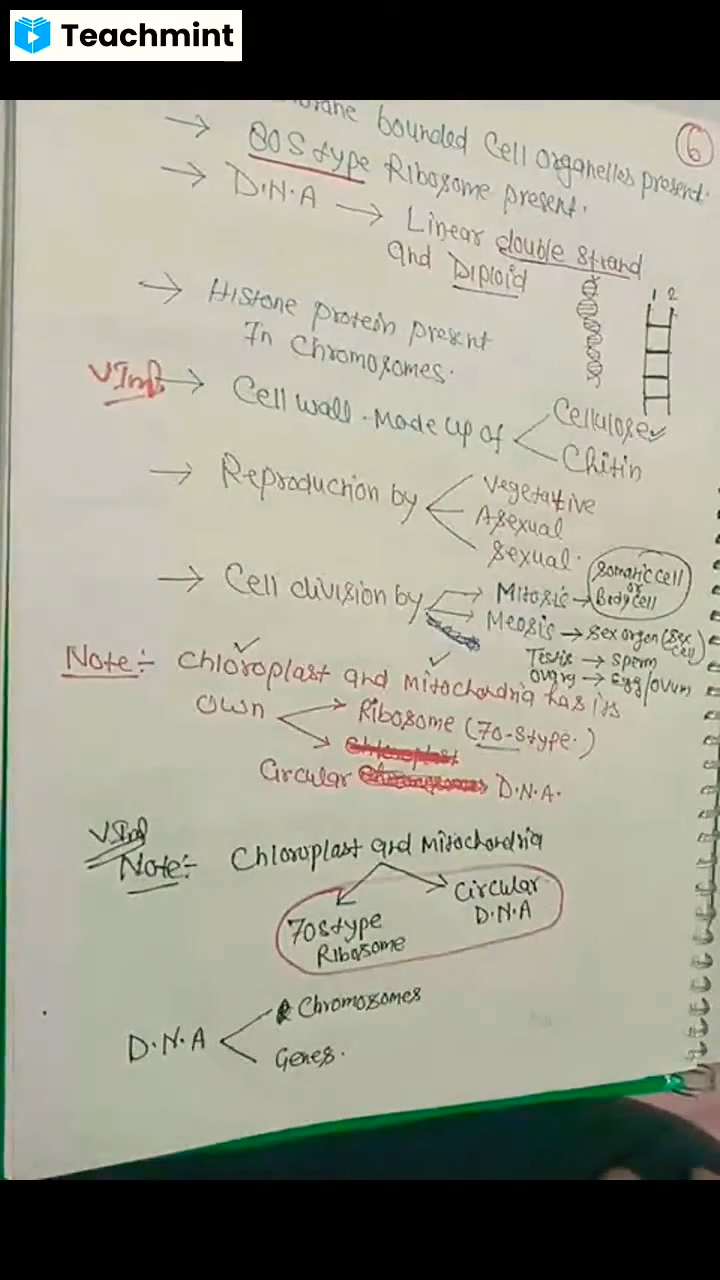 Teachmint
6
bounded Cell organelles present.
→ 80S type Ribosome present.
→ D.N.A → Linear double strand
and Diploid
1 2
→ Histone protein present
In Chromosomes.
V Imp → Cell wall - Made up of
Cellulose ✓
Chitin
→ Reproduction by
Vegetative
Asexual
Sexual.
→ Cell division by
→ Mitosis → Somatic cell
or
Body cell
→ Meosis → Sex organ (Sex
cell)
Testis → Sperm
Ovary → Egg/Ovum
Note:- Chloroplast and Mitochondria has its
own → Ribosome (70-S type.)
→ Circular D.N.A.
V Imp
Note:- Chloroplast and Mitochondria
70S type
Ribosome
Circular
D.N.A
D.N.A
Chromosomes
Genes.